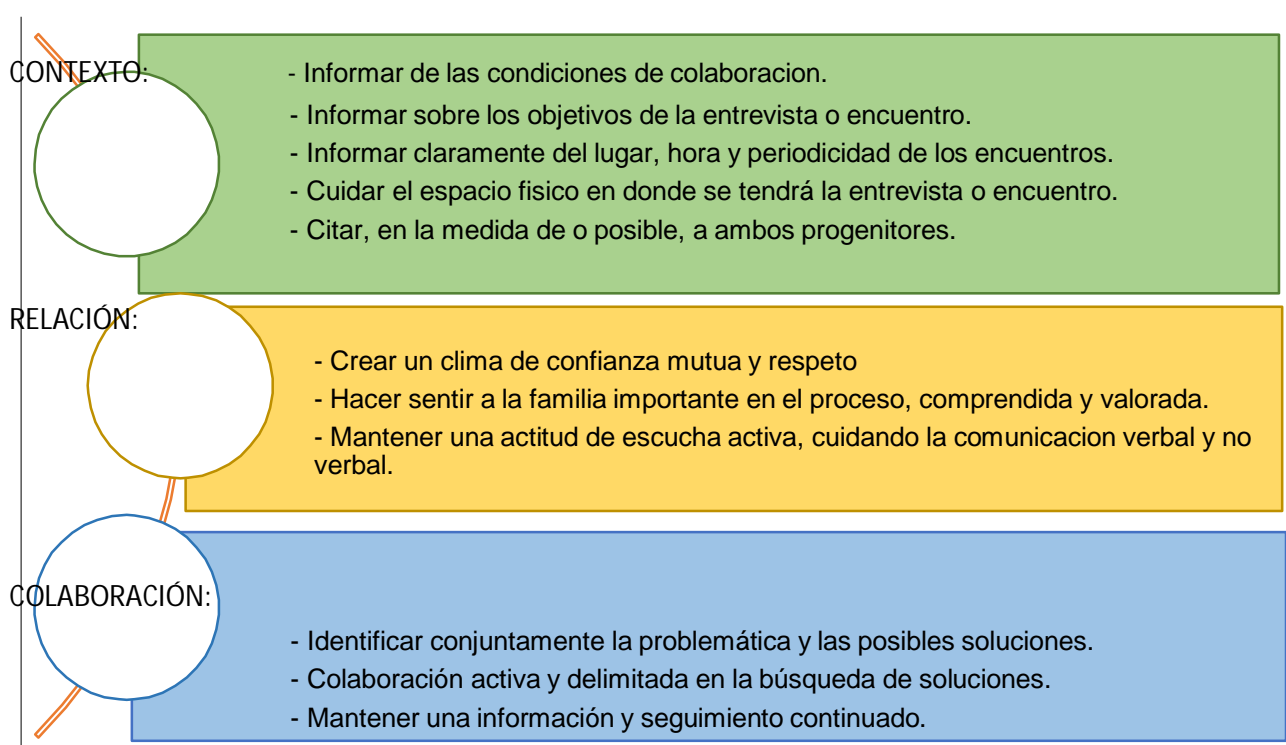 CONTEXTO:
- Informar de las condiciones de colaboracion.
- Informar sobre los objetivos de la entrevista o encuentro.
- Informar claramente del lugar, hora y periodicidad de los encuentros.
- Cuidar el espacio fisico en donde se tendrá la entrevista o encuentro.
- Citar, en la medida de o posible, a ambos progenitores.
RELACIÓN:
- Crear un clima de confianza mutua y respeto
- Hacer sentir a la familia importante en el proceso, comprendida y valorada.
- Mantener una actitud de escucha activa, cuidando la comunicacion verbal y no
verbal.
COLABORACIÓN:
- Identificar conjuntamente la problemática y las posibles soluciones.
- Colaboración activa y delimitada en la búsqueda de soluciones.
- Mantener una información y seguimiento continuado.